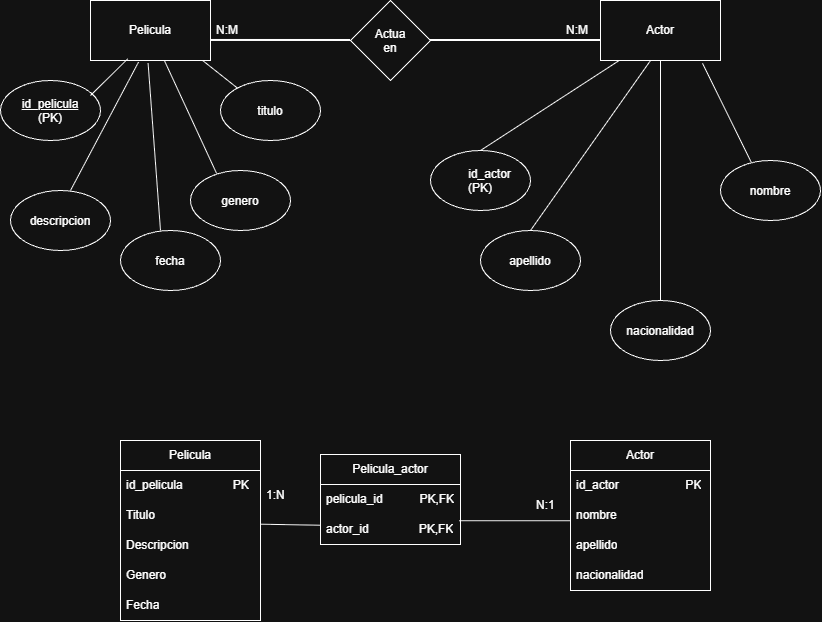 Pelicula
N:M
Actua
en
N:M
Actor
id_pelicula
(PK)
titulo
descripcion
genero
fecha
id_actor
(PK)
nombre
apellido
nacionalidad
Pelicula
id_pelicula PK
Titulo
Descripcion
Genero
Fecha
1:N
Pelicula_actor
pelicula_id PK,FK
actor_id PK,FK
N:1
Actor
id_actor PK
nombre
apellido
nacionalidad